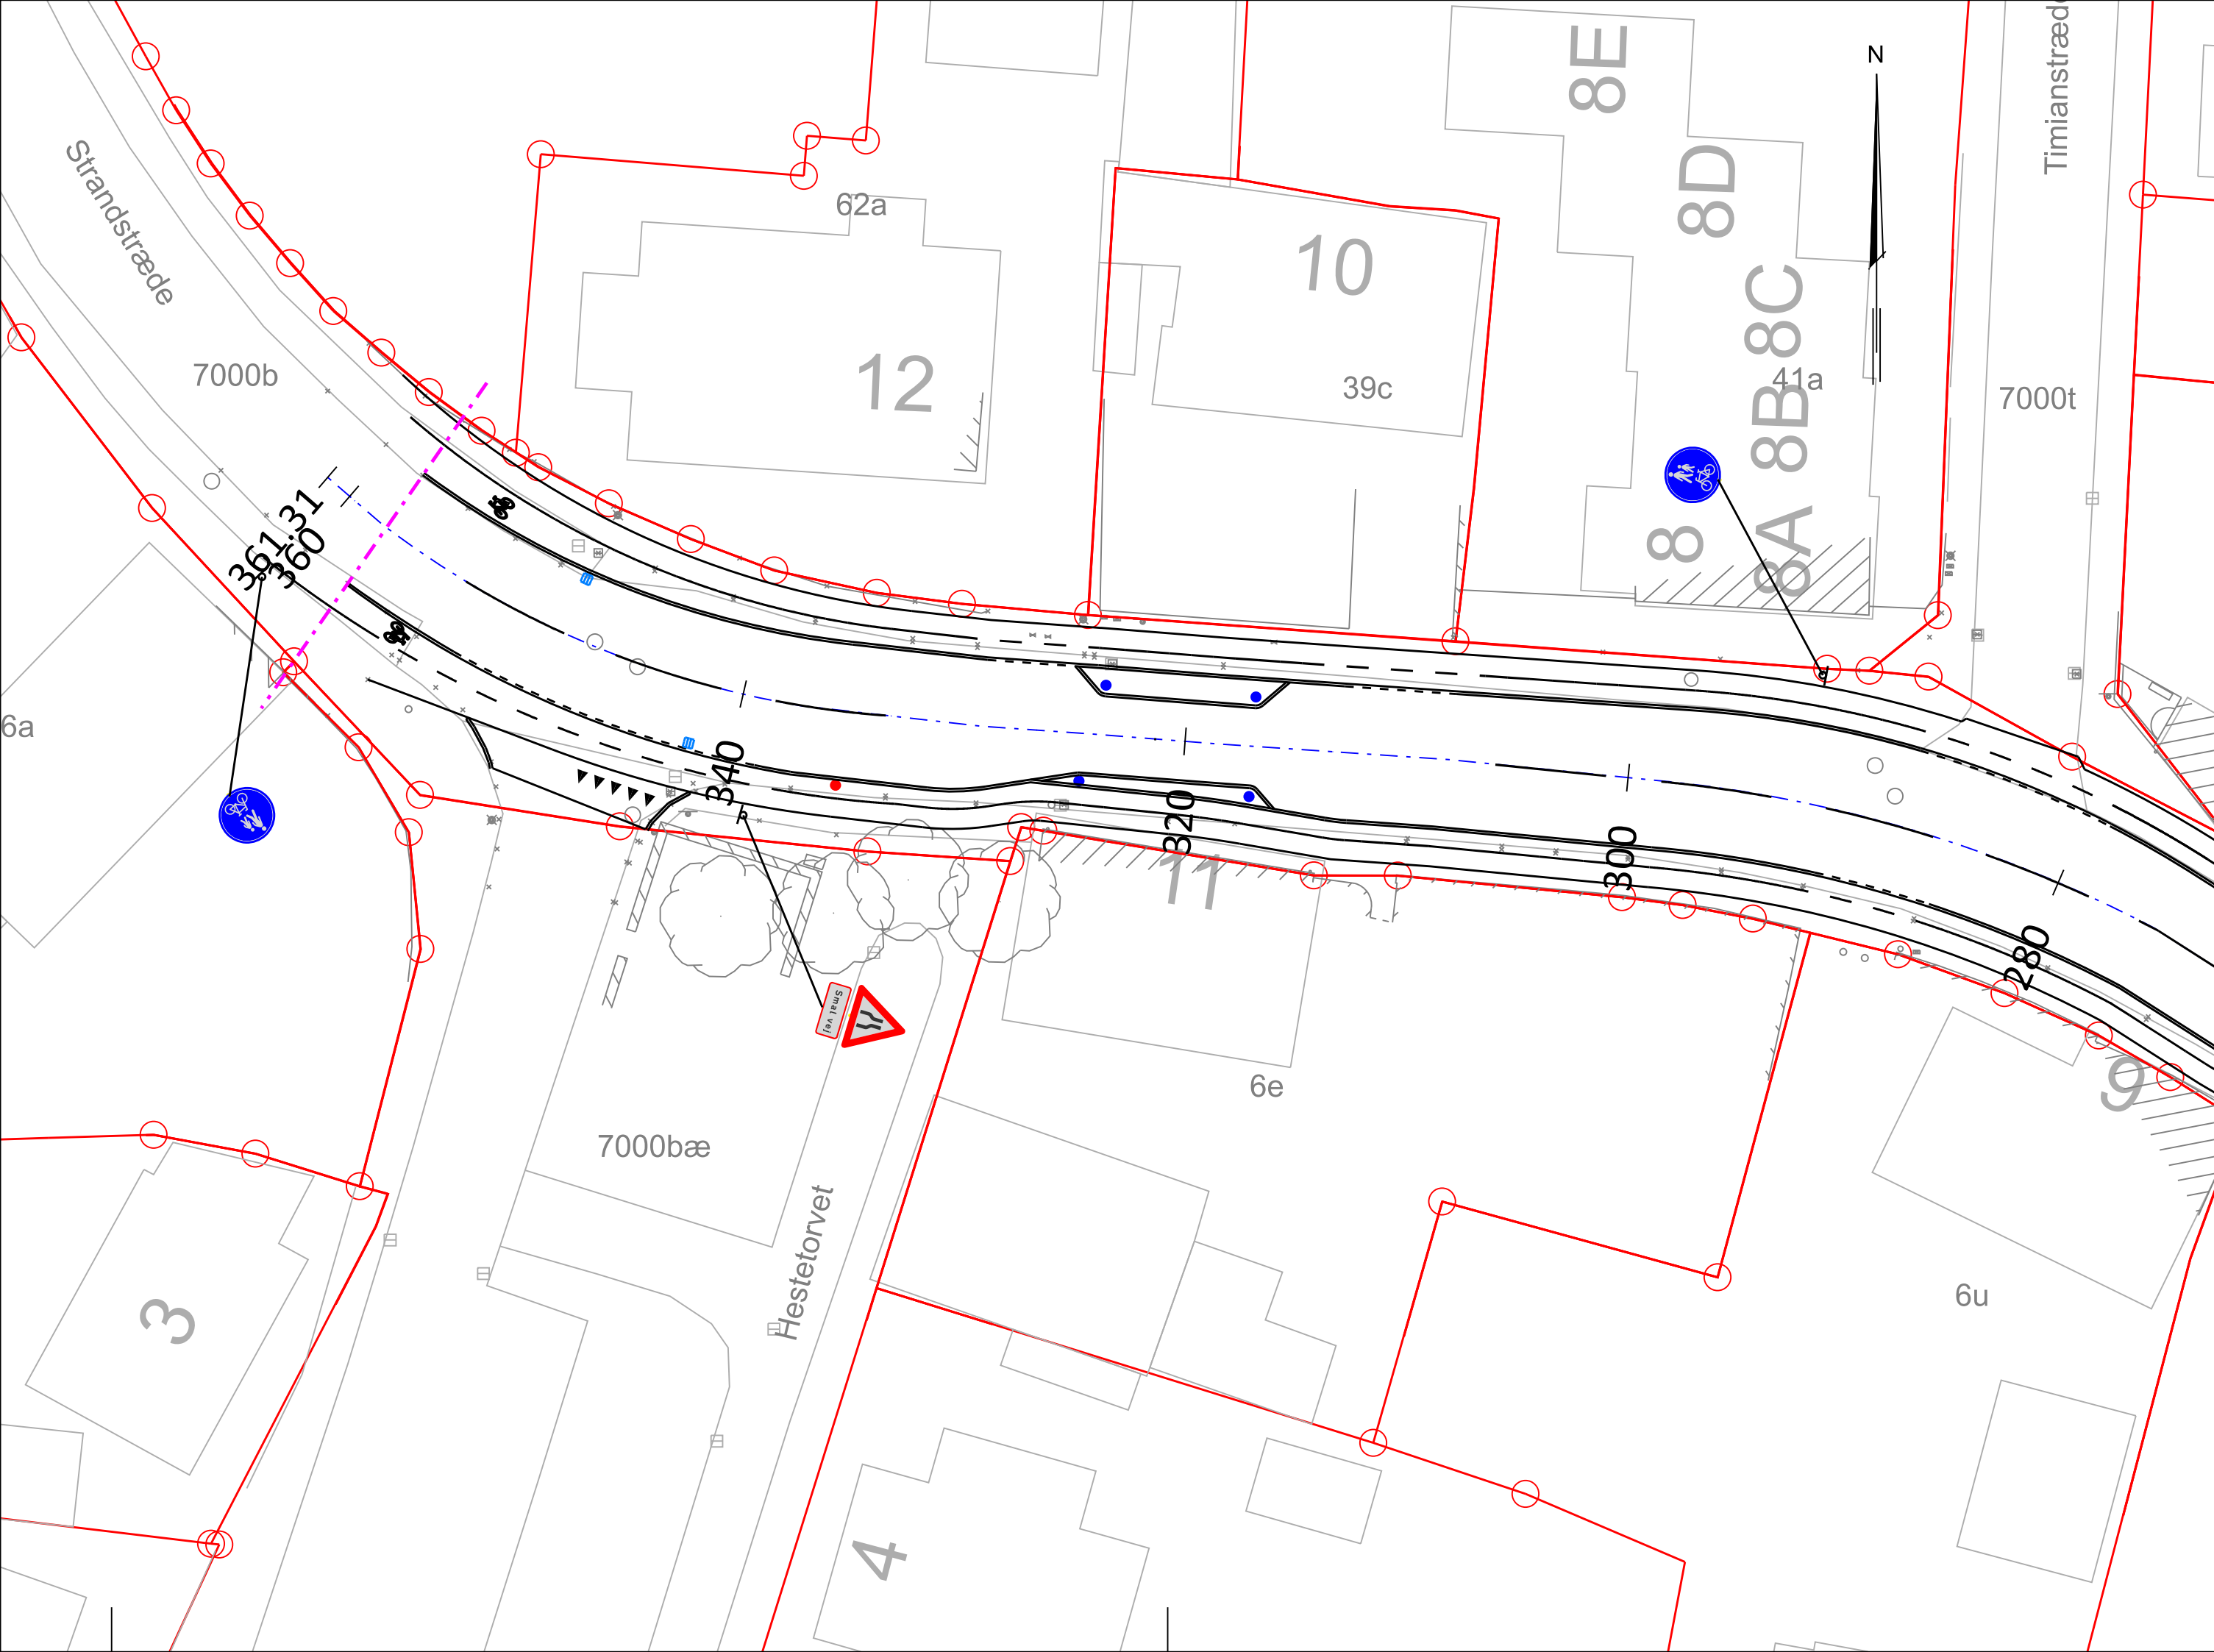 N
8E
Timianstræde
8D
Strandstræde
62a
10
8C
7000b
12
39c
41a
7000t
8B
361.31
360
8
8A
6a
340
320
11
300
280
Smal vej
6e
9
7000bæ
Hestetorvet
6u
3
4